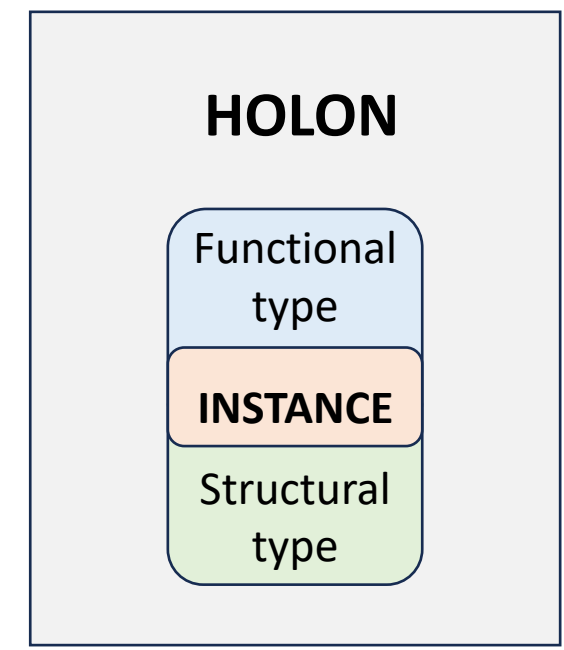 HOLON
Functional
type
INSTANCE
Structural
type